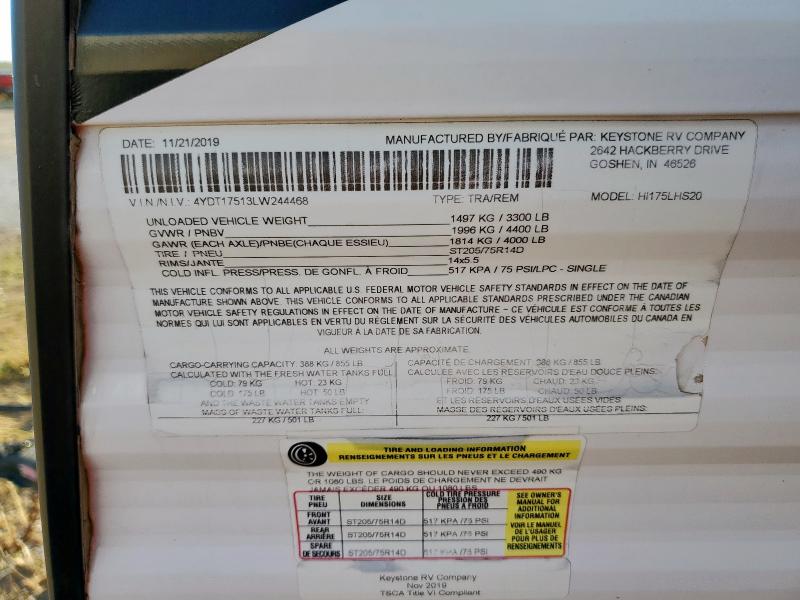 DATE: 11/21/2019 MANUFACTURED BY/FABRIQUÉ PAR: KEYSTONE RV COMPANY
2642 HACKBERRY DRIVE
GOSHEN, IN 46526
V.I.N./N.I.V.: 4YDT17513LW244468 TYPE: TRA/REM MODEL: HI175LHS20
UNLOADED VEHICLE WEIGHT 1497 KG / 3300 LB
GVWR / PNBV 1996 KG / 4400 LB
GAWR (EACH AXLE)/PNBE(CHAQUE ESSIEU) 1814 KG / 4000 LB
TIRE / PNEU ST205/75R14D
RIMS/JANTE 14x5.5
COLD INFL. PRESS/PRESS. DE GONFL. À FROID 517 KPA / 75 PSI/LPC - SINGLE
THIS VEHICLE CONFORMS TO ALL APPLICABLE U.S. FEDERAL MOTOR VEHICLE SAFETY STANDARDS IN EFFECT ON THE DATE OF
MANUFACTURE SHOWN ABOVE. THIS VEHICLE CONFORMS TO ALL APPLICABLE STANDARDS PRESCRIBED UNDER THE CANADIAN
MOTOR VEHICLE SAFETY REGULATIONS IN EFFECT ON THE DATE OF MANUFACTURE - CE VÉHICULE EST CONFORME À TOUTES LES
NORMES QUI LUI SONT APPLICABLES EN VERTU DU RÈGLEMENT SUR LA SÉCURITÉ DES VÉHICULES AUTOMOBILES DU CANADA EN
VIGUEUR À LA DATE DE SA FABRICATION.
ALL WEIGHTS ARE APPROXIMATE.
CARGO-CARRYING CAPACITY: 388 KG / 855 LB CAPACITÉ DE CHARGEMENT: 388 KG / 855 LB
CALCULATED WITH THE FRESH WATER TANKS FULL CALCULÉE AVEC LES RÉSERVOIRS D'EAU DOUCE PLEINS:
COLD: 79 KG HOT: 23 KG FROID: 79 KG CHAUD: 23 KG
COLD: 175 LB HOT: 50 LB FROID: 175 LB CHAUD: 50 LB
AND THE WASTE WATER TANKS EMPTY ET LES RÉSERVOIRS D'EAUX USÉES VIDES
MASS OF WASTE WATER TANKS FULL: MASSE DES RÉSERVOIRS D'EAUX USÉES PLEINS:
227 KG / 501 LB 227 KG / 501 LB
TIRE AND LOADING INFORMATION
RENSEIGNEMENTS SUR LES PNEUS ET LE CHARGEMENT
THE WEIGHT OF CARGO SHOULD NEVER EXCEED 490 KG
OR 1080 LBS. LE POIDS DE CHARGEMENT NE DEVRAIT
JAMAIS EXCÉDER 490 KG OU 1080 LBS.
TIRE PNEU SIZE DIMENSIONS COLD TIRE PRESSURE PRESSION DES PNEUS À FROID
FRONT AVANT ST205/75R14D 517 KPA /75 PSI
REAR ARRIÈRE ST205/75R14D 517 KPA /75 PSI
SPARE DE SECOURS ST205/75R14D 517 KPA /75 PSI
SEE OWNER'S
MANUAL FOR
ADDITIONAL
INFORMATION
VOIR LE MANUEL
DE L'USAGER
POUR PLUS DE
RENSEIGNEMENTS
Keystone RV Company
Nov 2019
TSCA Title VI Compliant